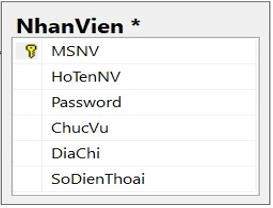 NhanVien *
MSNV
HoTenNV
Password
ChucVu
DiaChi
SoDienThoai